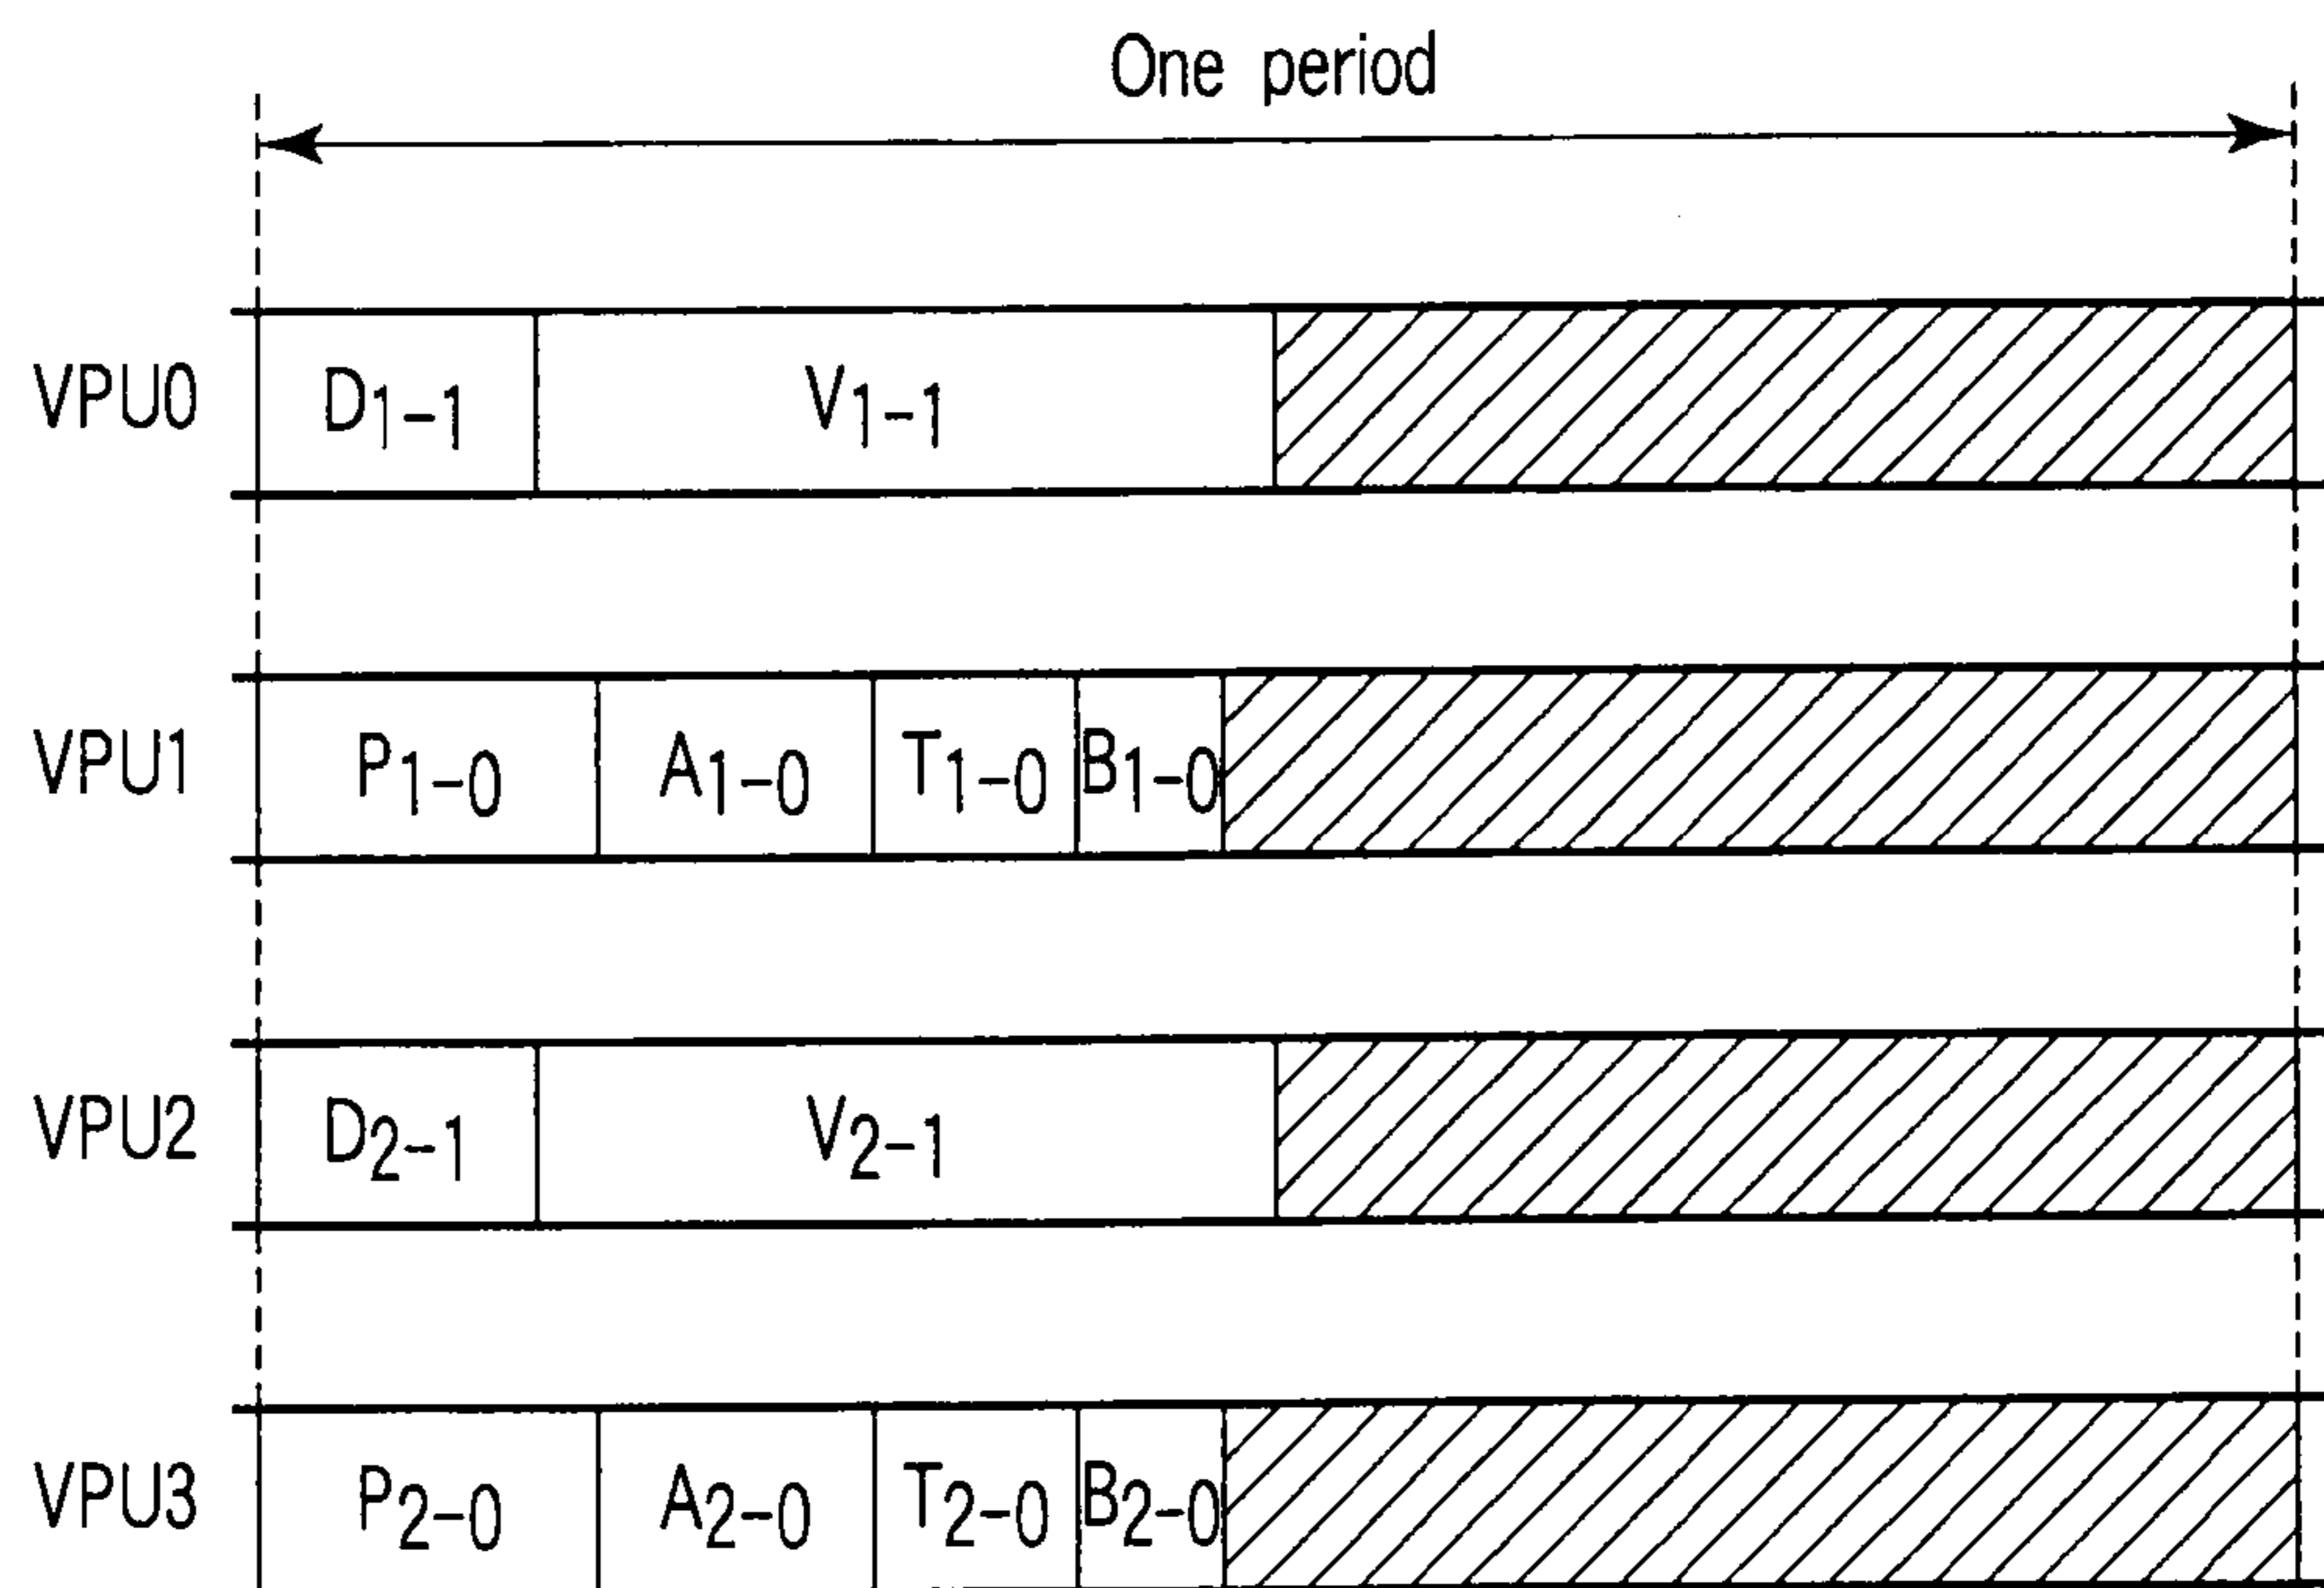 One period
VPU0 D1-1 V1-1
VPU1 P1-0 A1-0 T1-0 B1-0
VPU2 D2-1 V2-1
VPU3 P2-0 A2-0 T2-0 B2-0